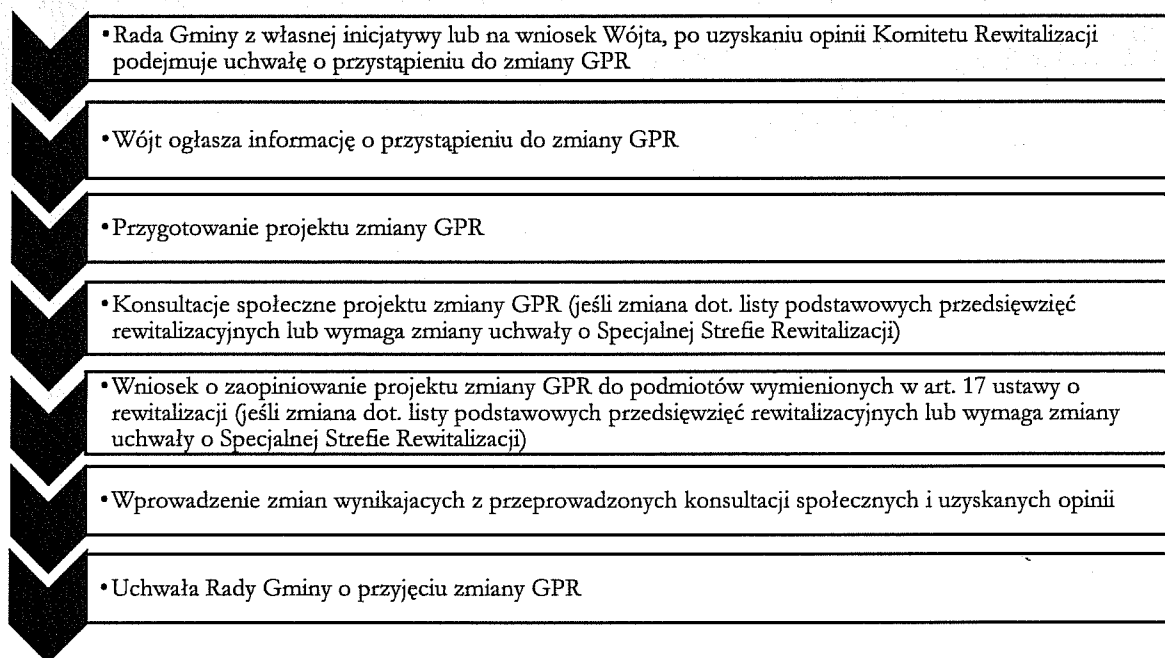 •Rada Gminy z własnej inicjatywy lub na wniosek Wójta, po uzyskaniu opinii Komitetu Rewitalizacji
podejmuje uchwałę o przystąpieniu do zmiany GPR
•Wójt ogłasza informację o przystąpieniu do zmiany GPR
•Przygotowanie projektu zmiany GPR
•Konsultacje społeczne projektu zmiany GPR (jeśli zmiana dot. listy podstawowych przedsięwzięć
rewitalizacyjnych lub wymaga zmiany uchwały o Specjalnej Strefie Rewitalizacji)
•Wniosek o zaopiniowanie projektu zmiany GPR do podmiotów wymienionych w art. 17 ustawy o
rewitalizacji (jeśli zmiana dot. listy podstawowych przedsięwzięć rewitalizacyjnych lub wymaga zmiany
uchwały o Specjalnej Strefie Rewitalizacji)
•Wprowadzenie zmian wynikajacych z przeprowadzonych konsultacji społecznych i uzyskanych opinii
•Uchwała Rady Gminy o przyjęciu zmiany GPR